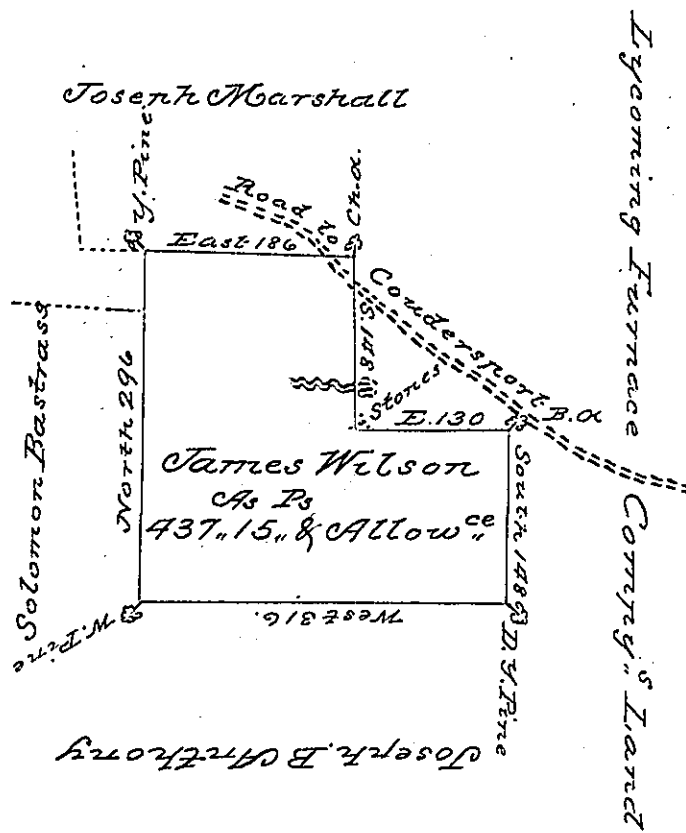 Joseph Marshall
Y. Pine
Road to
Coudersport
Ch.a.
East 186
S. 148
Stones
E. 130
B.a
North 296
Solomon Bastrass
James Wilson
As Ps
437,,15,, & Allow,,ce
South 148
West 316.
W. Pine
D.Y. Pine
Joseph. B Anthony
Lycoming Furnace Compny,,s Land